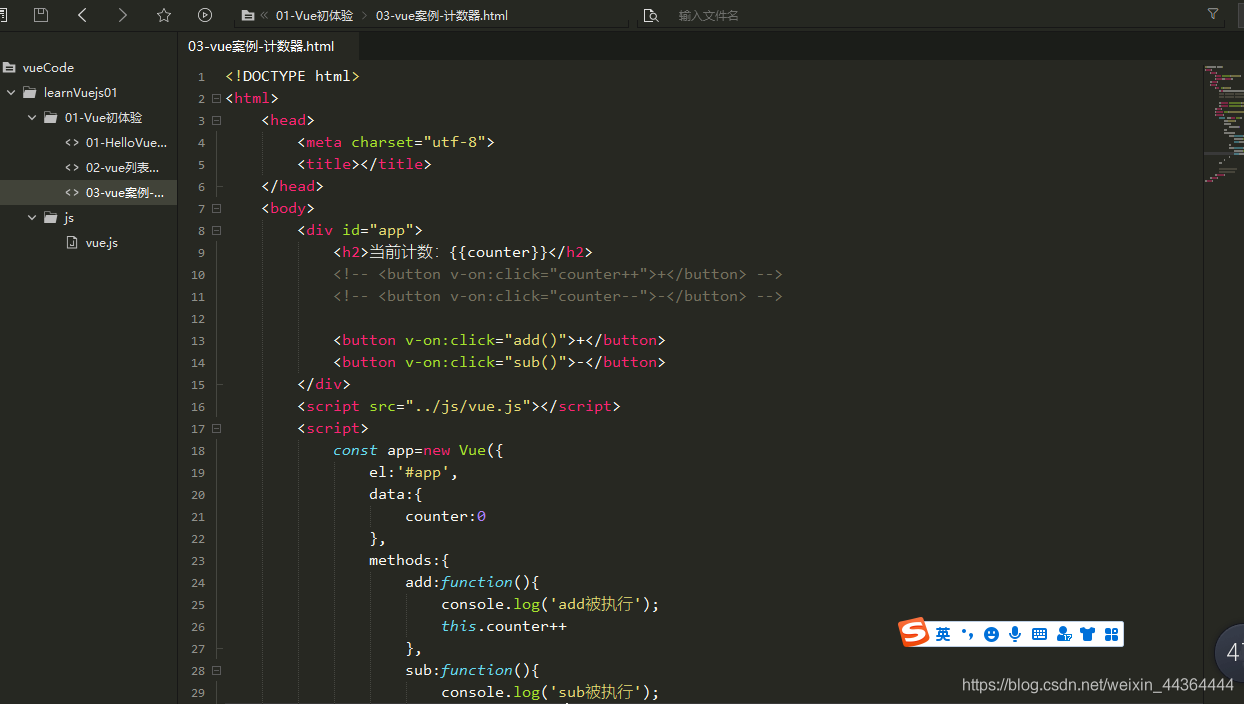 01-Vue初体验 03-vue案例-计数器.html 输入文件名
03-vue案例-计数器.html
vueCode
learnVuejs01
01-Vue初体验
01-HelloVue...
02-vue列表...
03-vue案例-...
js
vue.js
1 <!DOCTYPE html>
2 <html>
3 <head>
4 <meta charset="utf-8">
5 <title></title>
6 </head>
7 <body>
8 <div id="app">
9 <h2>当前计数：{{counter}}</h2>
10 <!-- <button v-on:click="counter++">+</button> -->
11 <!-- <button v-on:click="counter--">-</button> -->
12
13 <button v-on:click="add()">+</button>
14 <button v-on:click="sub()">-</button>
15 </div>
16 <script src="../js/vue.js"></script>
17 <script>
18 const app=new Vue({
19 el:'#app',
20 data:{
21 counter:0
22 },
23 methods:{
24 add:function(){
25 console.log('add被执行');
26 this.counter++
27 },
28 sub:function(){
29 console.log('sub被执行');
英
https://blog.csdn.net/weixin_44364444